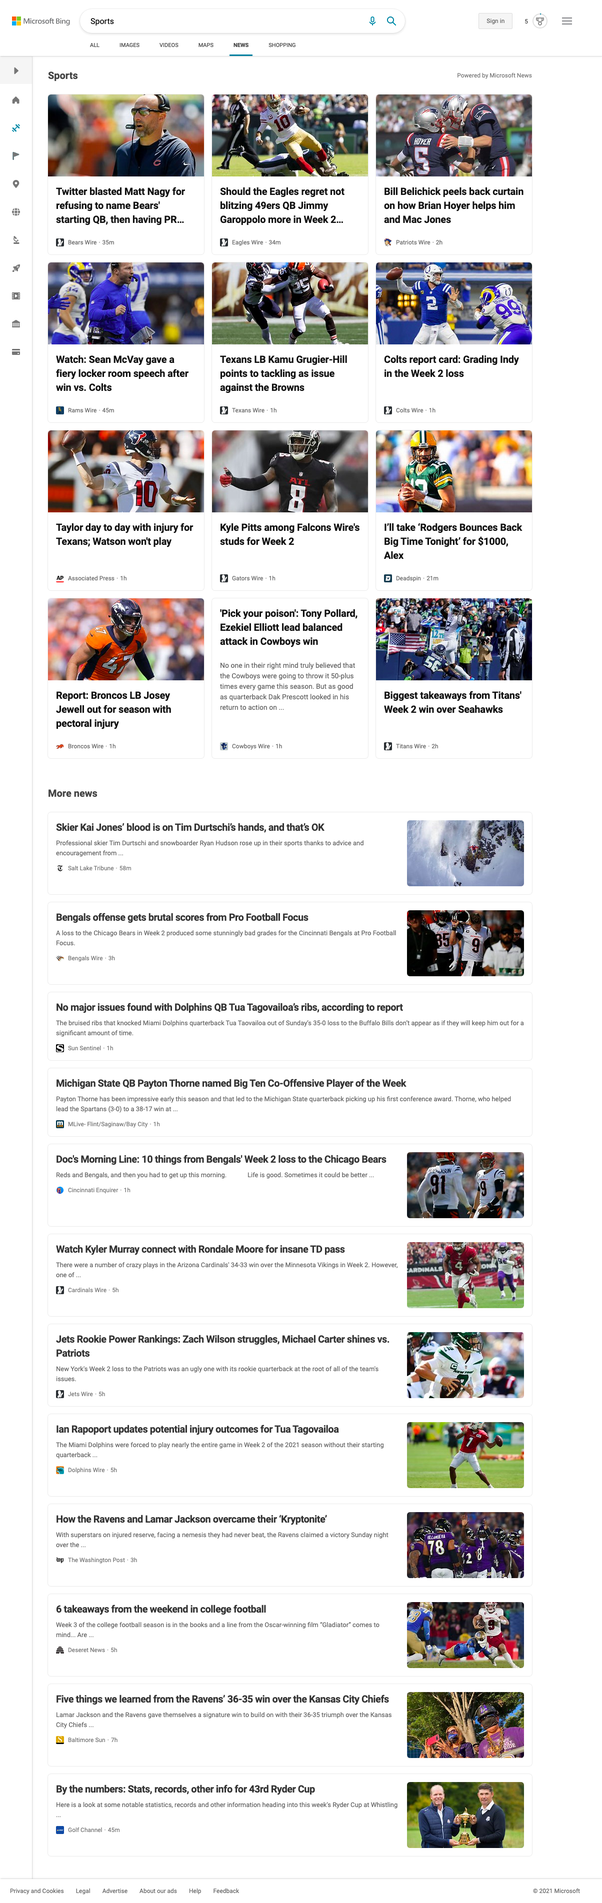 Microsoft Bing
Sports
Sign in
5
ALL IMAGES VIDEOS MAPS NEWS SHOPPING
Sports
Powered by Microsoft News
Twitter blasted Matt Nagy for
refusing to name Bears'
starting QB, then having PR...
Bears Wire · 35m
Should the Eagles regret not
blitzing 49ers QB Jimmy
Garoppolo more in Week 2...
Eagles Wire · 34m
Bill Belichick peels back curtain
on how Brian Hoyer helps him
and Mac Jones
Patriots Wire · 2h
Watch: Sean McVay gave a
fiery locker room speech after
win vs. Colts
Rams Wire · 45m
Texans LB Kamu Grugier-Hill
points to tackling as issue
against the Browns
Texans Wire · 1h
Colts report card: Grading Indy
in the Week 2 loss
Colts Wire · 1h
Taylor day to day with injury for
Texans; Watson won't play
AP Associated Press · 1h
Kyle Pitts among Falcons Wire's
studs for Week 2
Gators Wire · 1h
I'll take 'Rodgers Bounces Back
Big Time Tonight' for $1000,
Alex
Deadspin · 21m
Report: Broncos LB Josey
Jewell out for season with
pectoral injury
Broncos Wire · 1h
'Pick your poison': Tony Pollard,
Ezekiel Elliott lead balanced
attack in Cowboys win
No one in their right mind truly believed that
the Cowboys were going to throw it 50-plus
times every game this season. But as good
as quarterback Dak Prescott looked in his
return to action on ...
Cowboys Wire · 1h
Biggest takeaways from Titans'
Week 2 win over Seahawks
Titans Wire · 2h
More news
Skier Kai Jones' blood is on Tim Durtschi's hands, and that's OK
Professional skier Tim Durtschi and snowboarder Ryan Hudson rose up in their sports thanks to advice and
encouragement from ...
Salt Lake Tribune · 58m
Bengals offense gets brutal scores from Pro Football Focus
A loss to the Chicago Bears in Week 2 produced some stunningly bad grades for the Cincinnati Bengals at Pro Football
Focus.
Bengals Wire · 3h
No major issues found with Dolphins QB Tua Tagovailoa's ribs, according to report
The bruised ribs that knocked Miami Dolphins quarterback Tua Taovailoa out of Sunday's 35-0 loss to the Buffalo Bills don't appear as if they will keep him out for a
significant amount of time.
Sun Sentinel · 1h
Michigan State QB Payton Thorne named Big Ten Co-Offensive Player of the Week
Payton Thorne has been impressive early this season and that led to the Michigan State quarterback picking up his first conference award. Thorne, who helped
lead the Spartans (3-0) to a 38-17 win at ...
MLive- Flint/Saginaw/Bay City · 1h
Doc's Morning Line: 10 things from Bengals' Week 2 loss to the Chicago Bears
Reds and Bengals, and then you had to get up this morning. Life is good. Sometimes it could be better ...
Cincinnati Enquirer · 1h
Watch Kyler Murray connect with Rondale Moore for insane TD pass
There were a number of crazy plays in the Arizona Cardinals' 34-33 win over the Minnesota Vikings in Week 2. However,
one of ...
Cardinals Wire · 5h
Jets Rookie Power Rankings: Zach Wilson struggles, Michael Carter shines vs.
Patriots
New York's Week 2 loss to the Patriots was an ugly one with its rookie quarterback at the root of all of the team's
issues.
Jets Wire · 5h
Ian Rapoport updates potential injury outcomes for Tua Tagovailoa
The Miami Dolphins were forced to play nearly the entire game in Week 2 of the 2021 season without their starting
quarterback ...
Dolphins Wire · 5h
How the Ravens and Lamar Jackson overcame their 'Kryptonite'
With superstars on injured reserve, facing a nemesis they had never beat, the Ravens claimed a victory Sunday night
over the ...
wp The Washington Post · 3h
6 takeaways from the weekend in college football
Week 3 of the college football season is in the books and a line from the Oscar-winning film "Gladiator" comes to
mind... Are ...
Deseret News · 5h
Five things we learned from the Ravens' 36-35 win over the Kansas City Chiefs
Lamar Jackson and the Ravens gave themselves a signature win to build on with their 36-35 triumph over the Kansas
City Chiefs ...
Baltimore Sun · 7h
By the numbers: Stats, records, other info for 43rd Ryder Cup
Here is a look at some notable statistics, records and other information heading into this week's Ryder Cup at Whistling
...
Golf Channel · 45m
Privacy and Cookies Legal Advertise About our ads Help Feedback © 2021 Microsoft